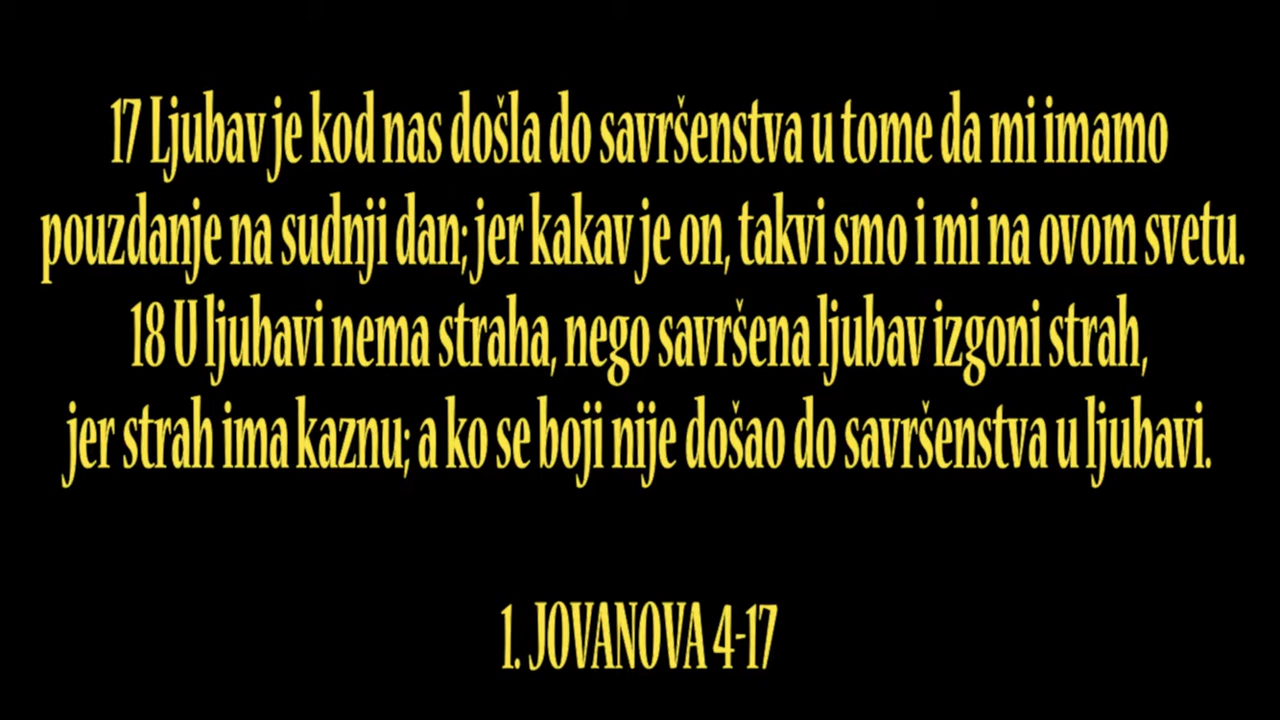 17 Ljubav je kod nas došla do savršenstva u tome da mi imamo
pouzdanje na sudnji dan; jer kakav je on, takvi smo i mi na ovom svetu.
18 U ljubavi nema straha, nego savršena ljubav izgoni strah,
jer strah ima kaznu; a ko se boji nije došao do savršenstva u ljubavi.
1. JOVANOVA 4-17